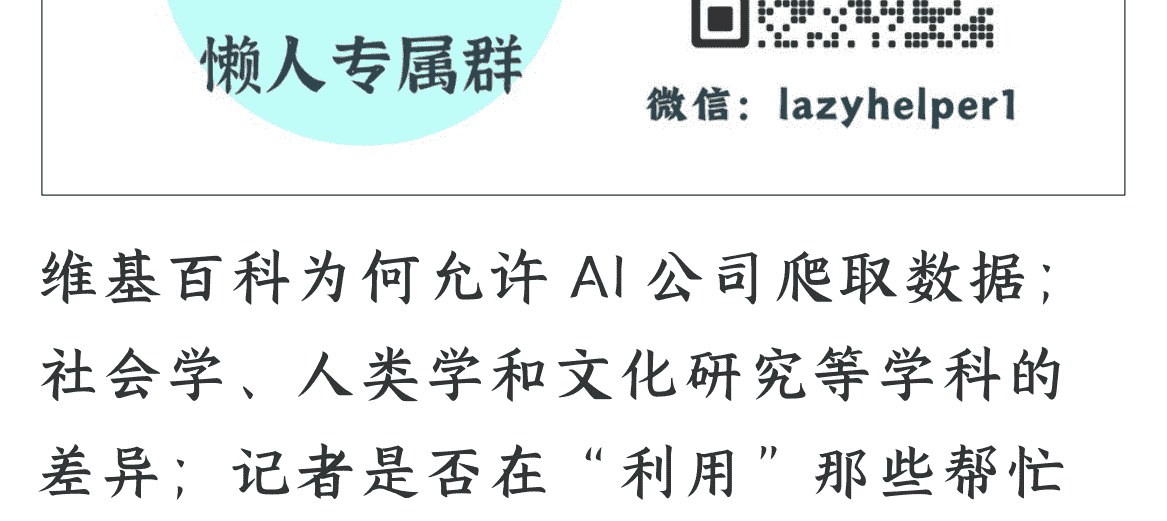 懒人专属群
微信：lazyhelper1
维基百科为何允许 AI 公司爬取数据；
社会学、人类学和文化研究等学科的
差异；记者是否在“利用”那些帮忙